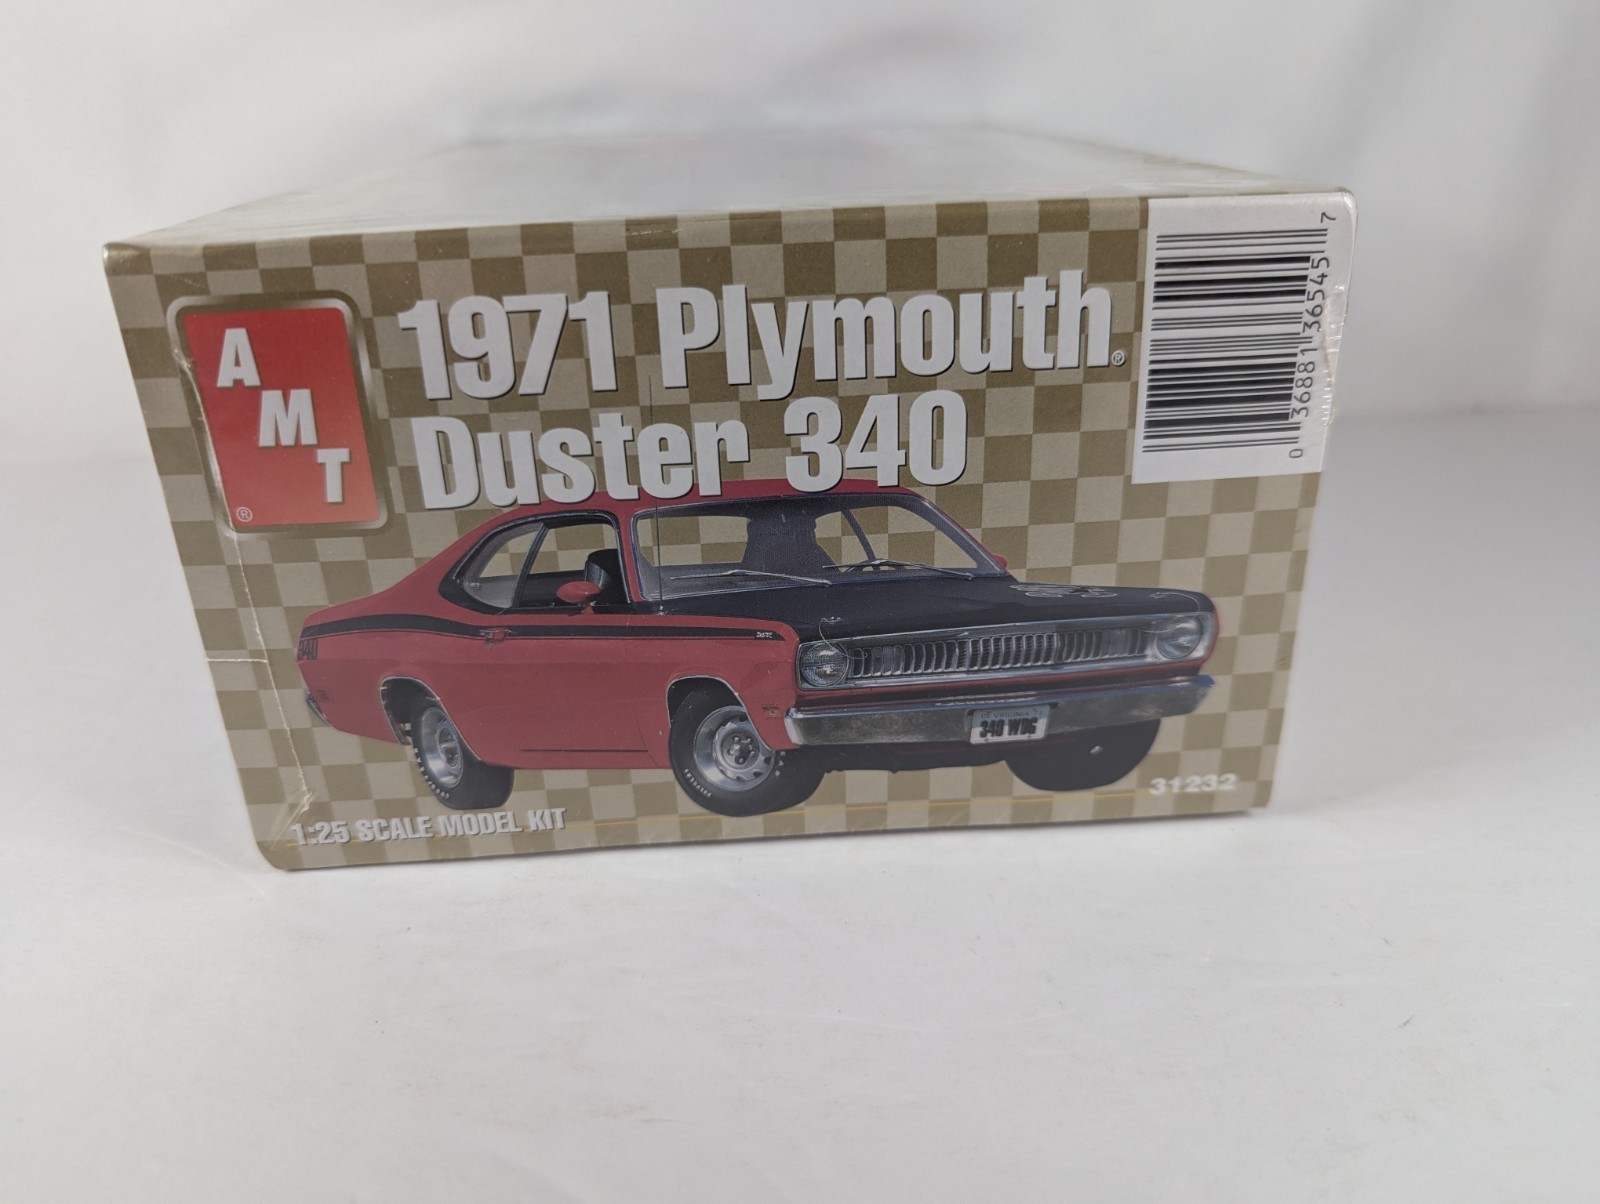 AMT
®
1971 Plymouth®
Duster 340
0 36881 36545 7
340
340 WDG
31232
1:25 SCALE MODEL KIT